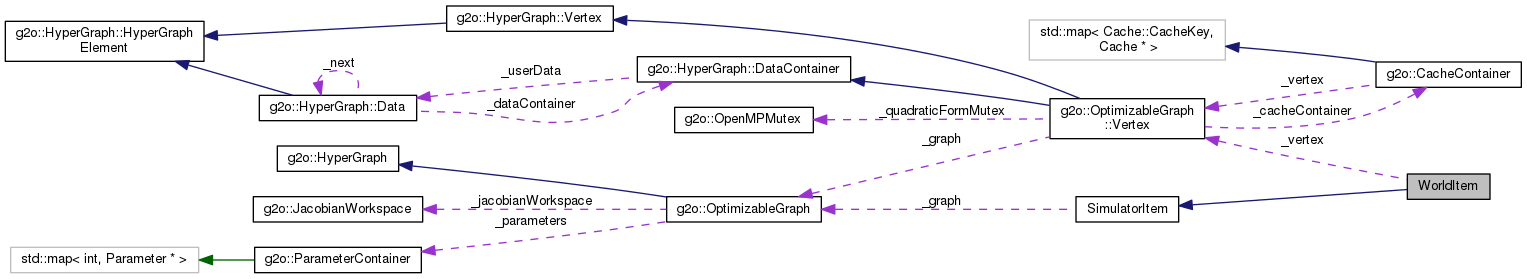 g2o::HyperGraph::Vertex
g2o::HyperGraph::HyperGraph
Element
std::map< Cache::CacheKey,
Cache * >
_next
_userData
g2o::HyperGraph::DataContainer
g2o::CacheContainer
_vertex
g2o::HyperGraph::Data
_dataContainer
g2o::OptimizableGraph
::Vertex
_cacheContainer
g2o::OpenMPMutex
_quadraticFormMutex
_graph
_vertex
g2o::HyperGraph
WorldItem
g2o::JacobianWorkspace
_jacobianWorkspace
g2o::OptimizableGraph
_graph
SimulatorItem
_parameters
std::map< int, Parameter * >
g2o::ParameterContainer